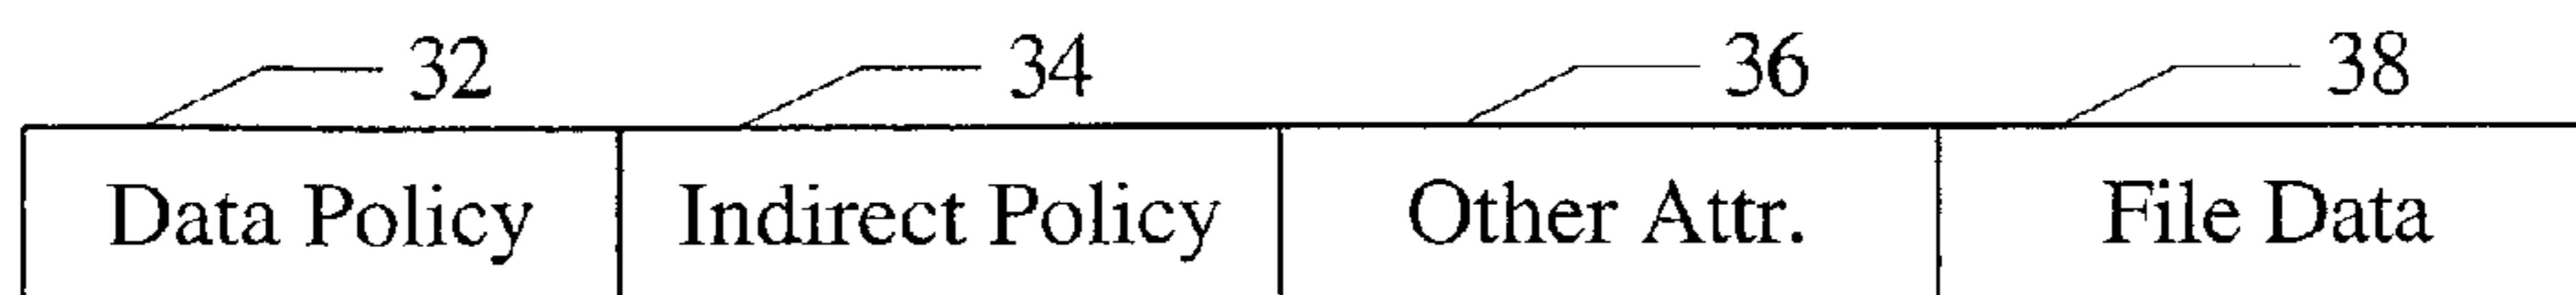 32 34 36 38
Data Policy Indirect Policy Other Attr. File Data